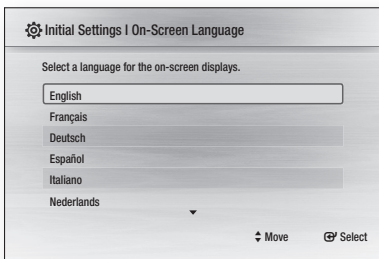 Initial Settings I On-Screen Language
Select a language for the on-screen displays.
English
Français
Deutsch
Español
Italiano
Nederlands
Move Select